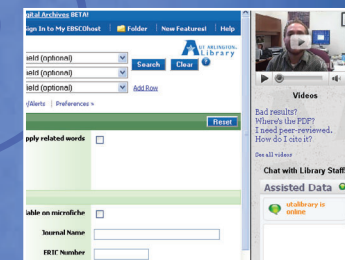 igital Archives BETA!
Sign In to My EBSCOhost Folder New Features! Help
UT ARLINGTON
Library
ield (optional)
ield (optional) Search Clear
ield (optional) Add Row
/Alerts Preferences »
Reset
pply related words
lable on microfiche
Journal Name
ERIC Number
Videos
Bad results?
Where's the PDF?
I need peer-reviewed.
How do I cite it?
See all videos
Chat with Library Staff
Assisted Data
utalibrary is
online